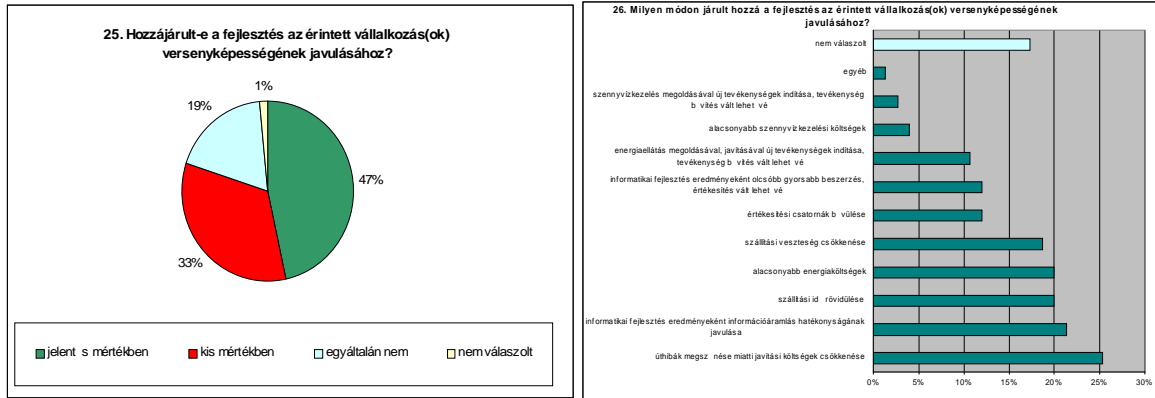 25. Hozzájárult-e a fejlesztés az érintett vállalkozás(ok)
versenyképességének javulásához?
1%
19%
47%
33%
jelent s mértékben
kis mértékben
egyáltalán nem
nem válaszolt
26. Milyen módon járult hozzá a fejlesztés az érintett vállalkozás(ok) versenyképességének
javulásához?
nem válaszolt
egyéb
szennyvízkezelés megoldásával új tevékenységek indítása, tevékenység
b vítés vált lehet vé
alacsonyabb szennyvízkezelési költségek
energiaellátás megoldásával, javításával új tevékenységek indítása,
tevékenység b vítés vált lehet vé
informatikai fejlesztés eredményeként olcsóbb gyorsabb beszerzés,
értékesítés vált lehet vé
értékesítési csatornák b vülése
szállítási veszteség csökkenése
alacsonyabb energiaköltségek
szállítási id rövidülése
informatikai fejlesztés eredményeként információáramlás hatékonyságának
javulása
úthibák megsz nése miatti javítási költségek csökkenése
0% 5% 10% 15% 20% 25% 30%